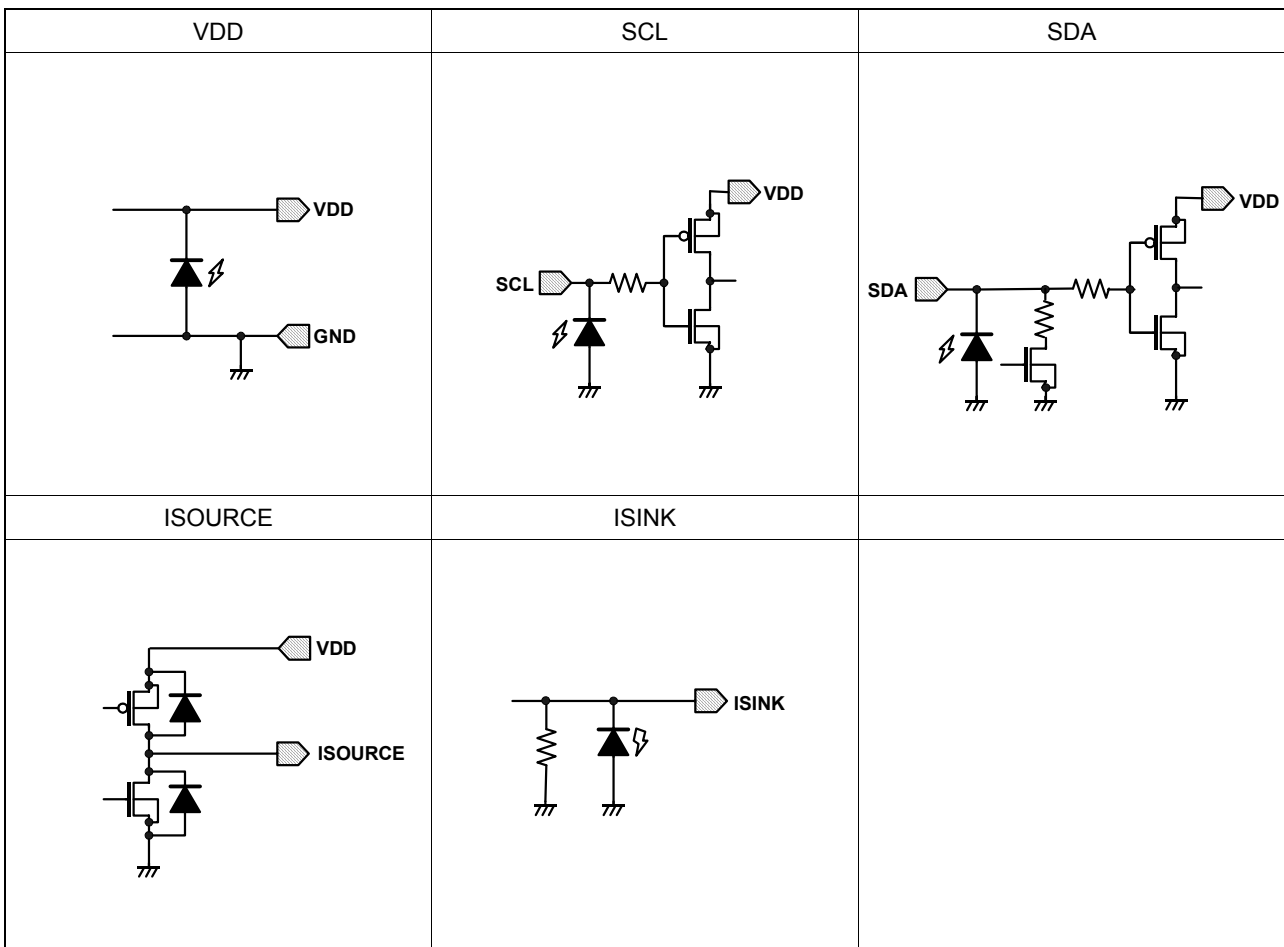 VDD
SCL
SDA
VDD
GND
VDD
SCL
VDD
SDA
ISOURCE
ISINK
VDD
ISOURCE
ISINK